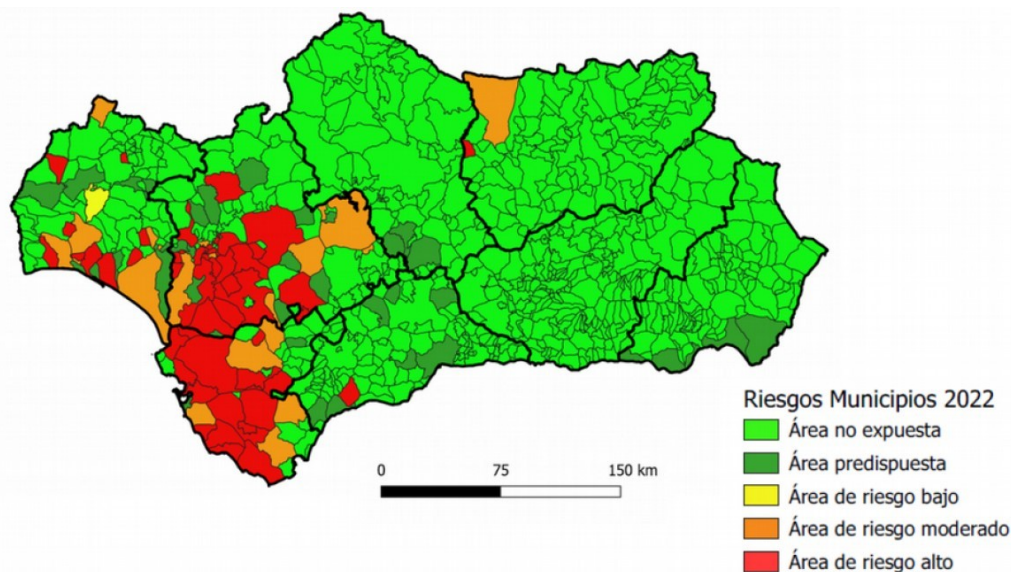 Riesgos Municipios 2022
Área no expuesta
Área predispuesta
Área de riesgo bajo
Área de riesgo moderado
Área de riesgo alto
0 75 150 km